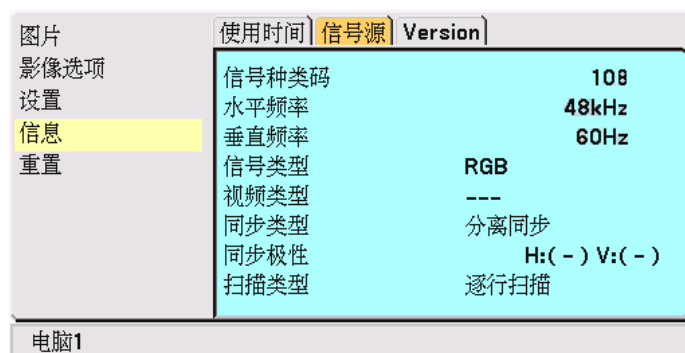 图片
影像选项
设置
信息
重置
使用时间 信号源 Version
信号种类码 108
水平频率 48kHz
垂直频率 60Hz
信号类型 RGB
视频类型 ---
同步类型 分离同步
同步极性 H:( - ) V:( - )
扫描类型 逐行扫描
电脑1